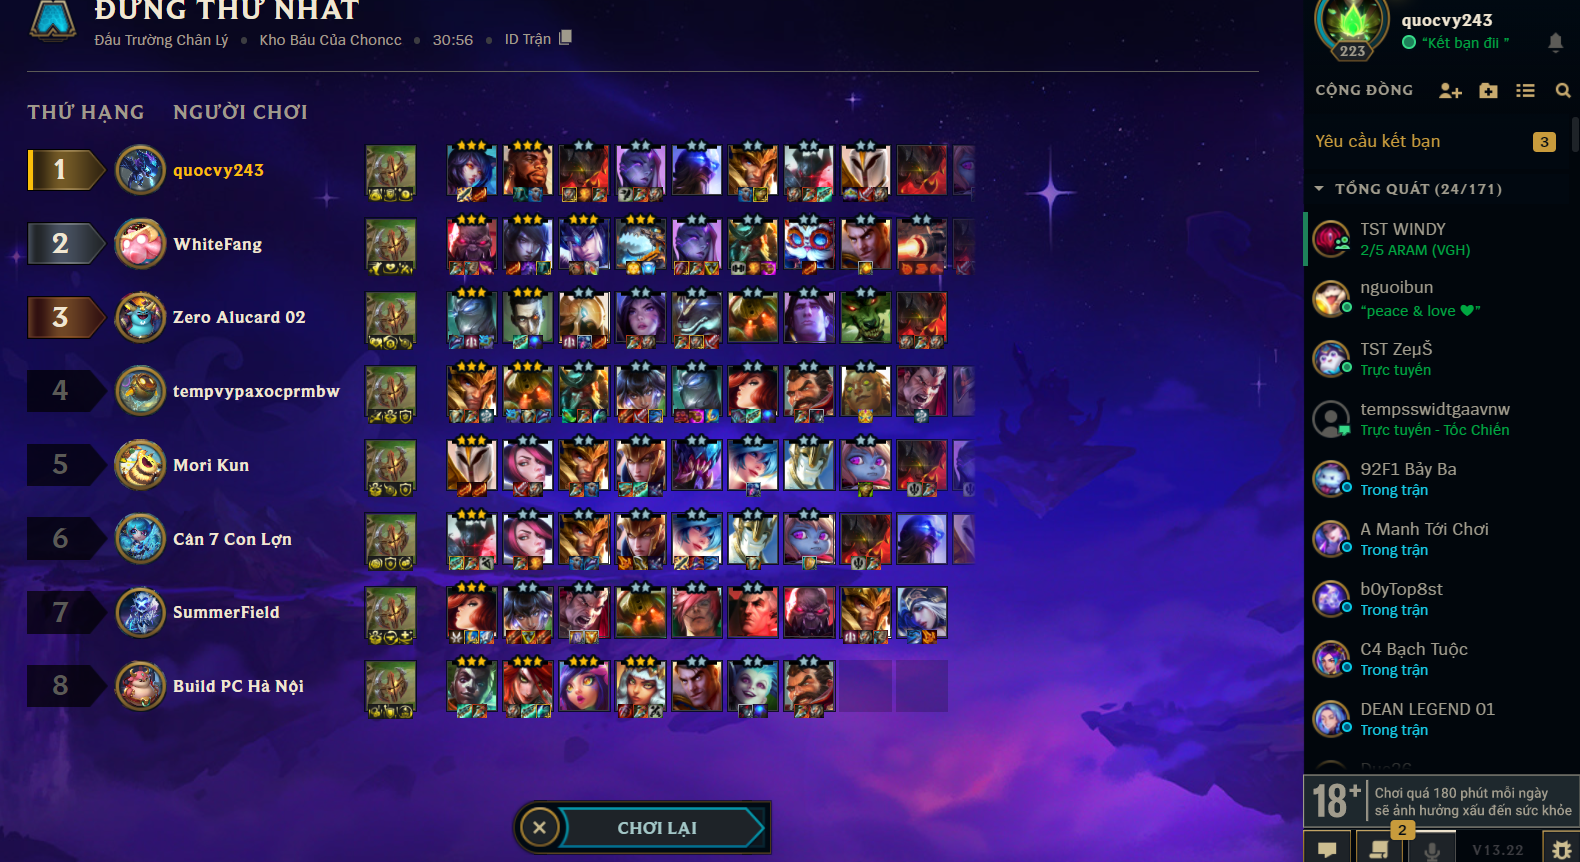 ĐỨNG THỨ NHẤT
Đấu Trường Chân Lý • Kho Báu Của Choncc • 30:56 • ID Trận
THỨ HẠNG NGƯỜI CHƠI
1 quocvy243
2 WhiteFang
3 Zero Alucard 02
4 tempvypaxocprmbw
5 Mori Kun
6 Cân 7 Con Lợn
7 SummerField
8 Build PC Hà Nội
CHƠI LẠI
223
quocvy243
“Kết bạn đii ”
CỘNG ĐỒNG
Yêu cầu kết bạn 3
TỔNG QUÁT (24/171)
TST WINDY
2/5 ARAM (VGH)
nguoibun
“peace & love ♥”
TST ZeµŠ
Trực tuyến
tempsswidtgaavnw
Trực tuyến - Tốc Chiến
92F1 Bảy Ba
Trong trận
A Manh Tới Chơi
Trong trận
b0yTop8st
Trong trận
C4 Bạch Tuộc
Trong trận
DEAN LEGEND 01
Trong trận
18+
Chơi quá 180 phút mỗi ngày
sẽ ảnh hưởng xấu đến sức khỏe
2
V13.22